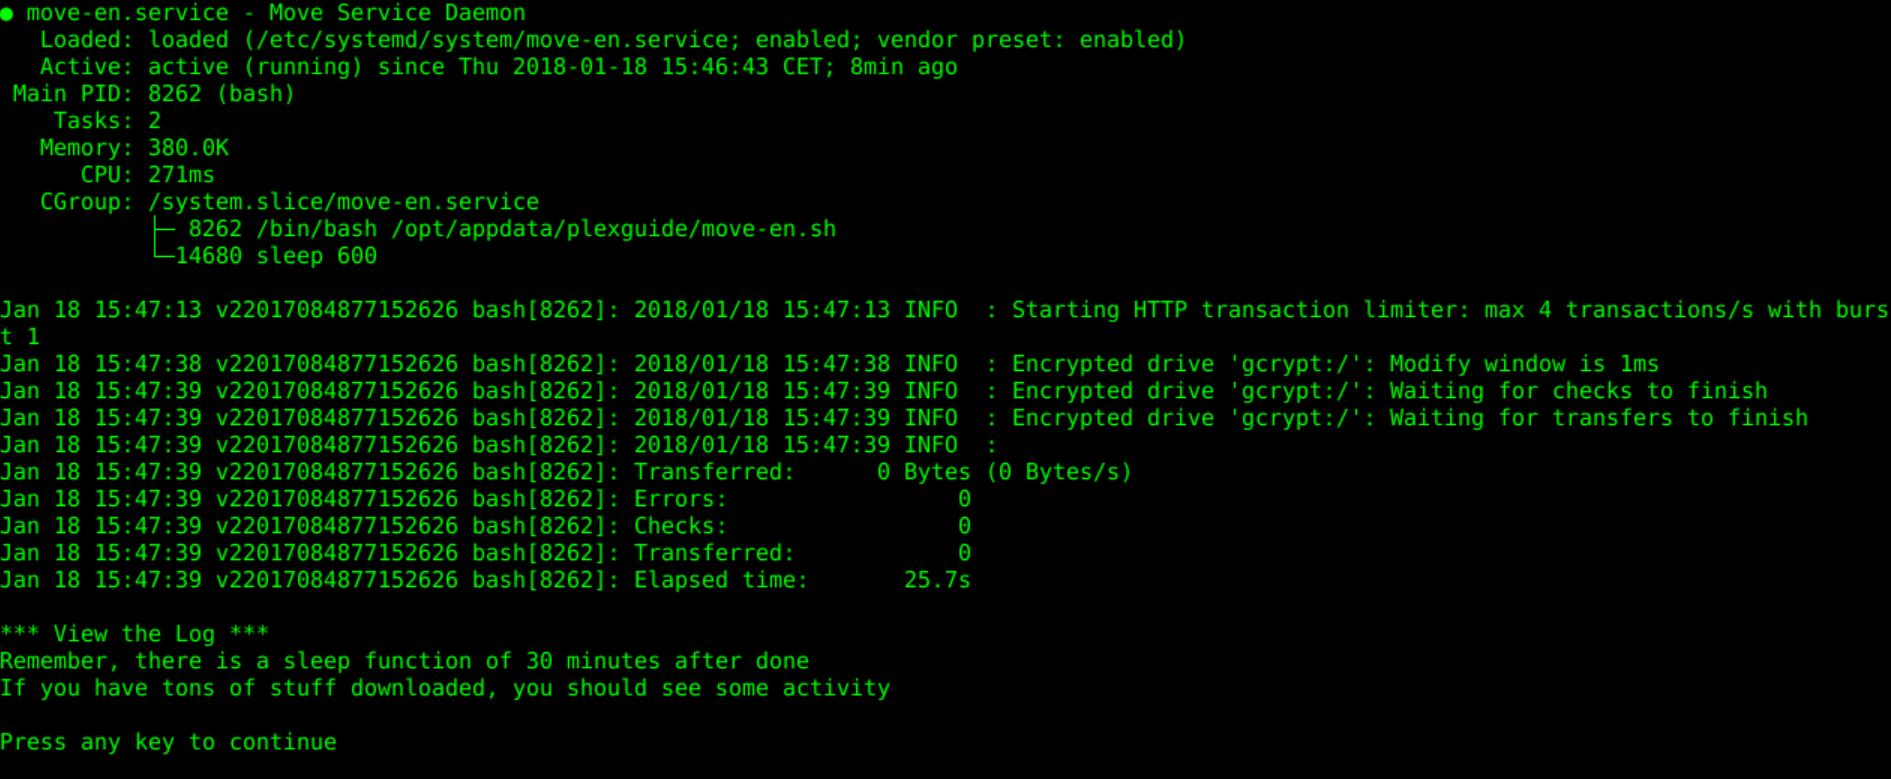 ● move-en.service - Move Service Daemon
   Loaded: loaded (/etc/systemd/system/move-en.service; enabled; vendor preset: enabled)
   Active: active (running) since Thu 2018-01-18 15:46:43 CET; 8min ago
 Main PID: 8262 (bash)
    Tasks: 2
   Memory: 380.0K
      CPU: 271ms
   CGroup: /system.slice/move-en.service
           ├─ 8262 /bin/bash /opt/appdata/plexguide/move-en.sh
           └─14680 sleep 600

Jan 18 15:47:13 v22017084877152626 bash[8262]: 2018/01/18 15:47:13 INFO  : Starting HTTP transaction limiter: max 4 transactions/s with burs
t 1
Jan 18 15:47:38 v22017084877152626 bash[8262]: 2018/01/18 15:47:38 INFO  : Encrypted drive 'gcrypt:/': Modify window is 1ms
Jan 18 15:47:39 v22017084877152626 bash[8262]: 2018/01/18 15:47:39 INFO  : Encrypted drive 'gcrypt:/': Waiting for checks to finish
Jan 18 15:47:39 v22017084877152626 bash[8262]: 2018/01/18 15:47:39 INFO  : Encrypted drive 'gcrypt:/': Waiting for transfers to finish
Jan 18 15:47:39 v22017084877152626 bash[8262]: 2018/01/18 15:47:39 INFO  :
Jan 18 15:47:39 v22017084877152626 bash[8262]: Transferred:      0 Bytes (0 Bytes/s)
Jan 18 15:47:39 v22017084877152626 bash[8262]: Errors:                 0
Jan 18 15:47:39 v22017084877152626 bash[8262]: Checks:                 0
Jan 18 15:47:39 v22017084877152626 bash[8262]: Transferred:            0
Jan 18 15:47:39 v22017084877152626 bash[8262]: Elapsed time:       25.7s

*** View the Log ***
Remember, there is a sleep function of 30 minutes after done
If you have tons of stuff downloaded, you should see some activity

Press any key to continue